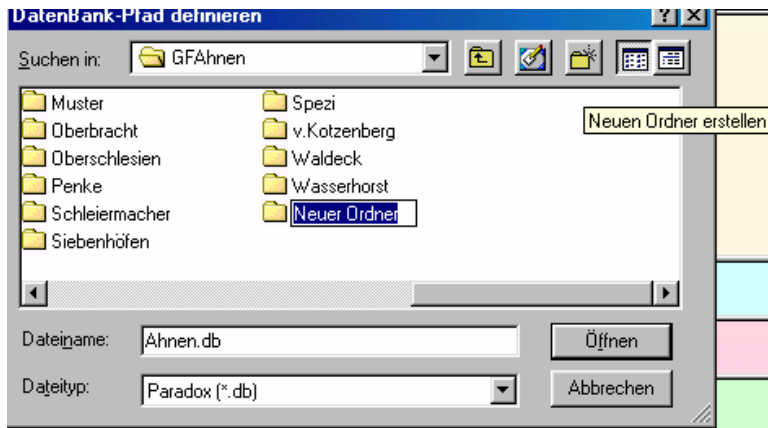 DatenBank-Pfad definieren
Suchen in: GFAhnen
Muster Spezi
Oberbracht v.Kotzenberg
Neuen Ordner erstellen
Oberschlesien Waldeck
Penke Wasserhorst
Schleiermacher Neuer Ordner
Siebenhöfen
Dateiname: Ahnen.db Öffnen
Dateityp: Paradox (*.db) Abbrechen